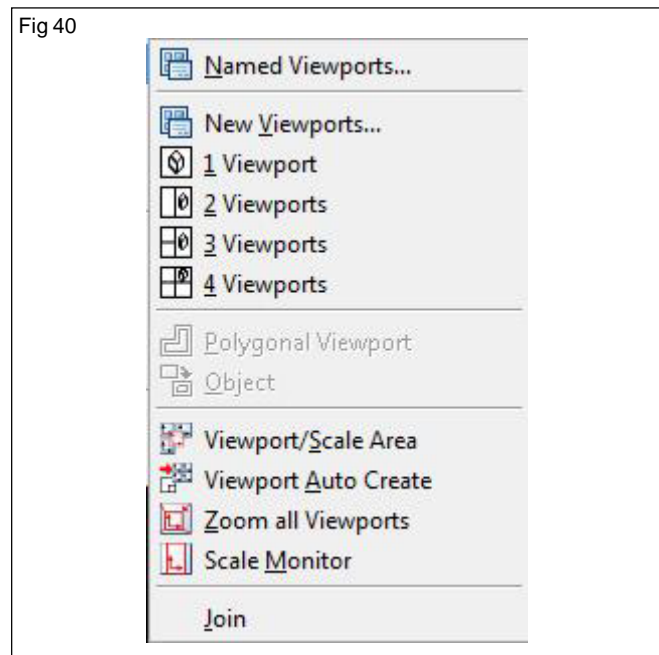 Fig 40
Named Viewports...
New Viewports...
1 Viewport
2 Viewports
3 Viewports
4 Viewports
Polygonal Viewport
Object
Viewport/Scale Area
Viewport Auto Create
Zoom all Viewports
Scale Monitor
Join